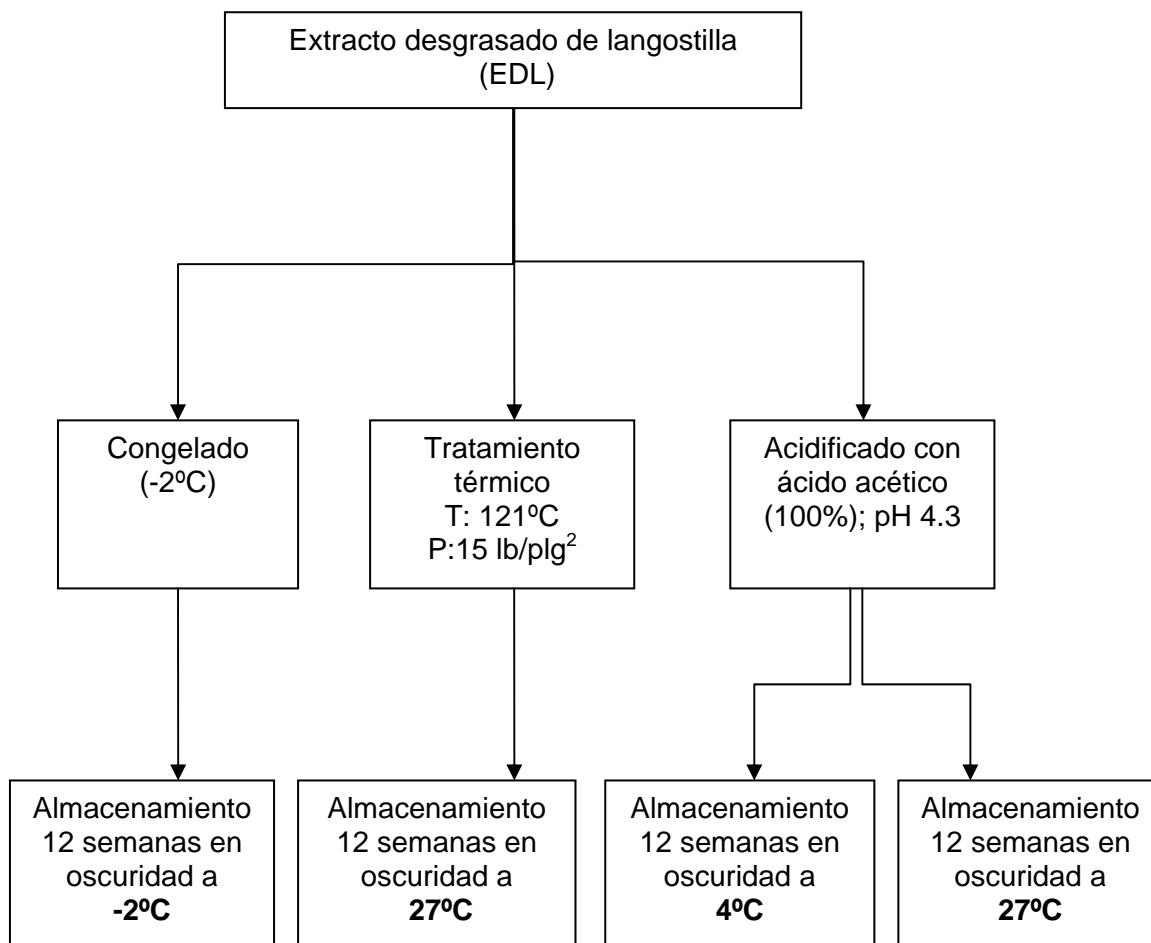 Extracto desgrasado de langostilla
(EDL)
Congelado
(-2ºC)
Tratamiento
térmico
T: 121ºC
P:15 lb/plg²
Acidificado con
ácido acético
(100%); pH 4.3
Almacenamiento
12 semanas en
oscuridad a
-2ºC
Almacenamiento
12 semanas en
oscuridad a
27ºC
Almacenamiento
12 semanas en
oscuridad a
4ºC
Almacenamiento
12 semanas en
oscuridad a
27ºC